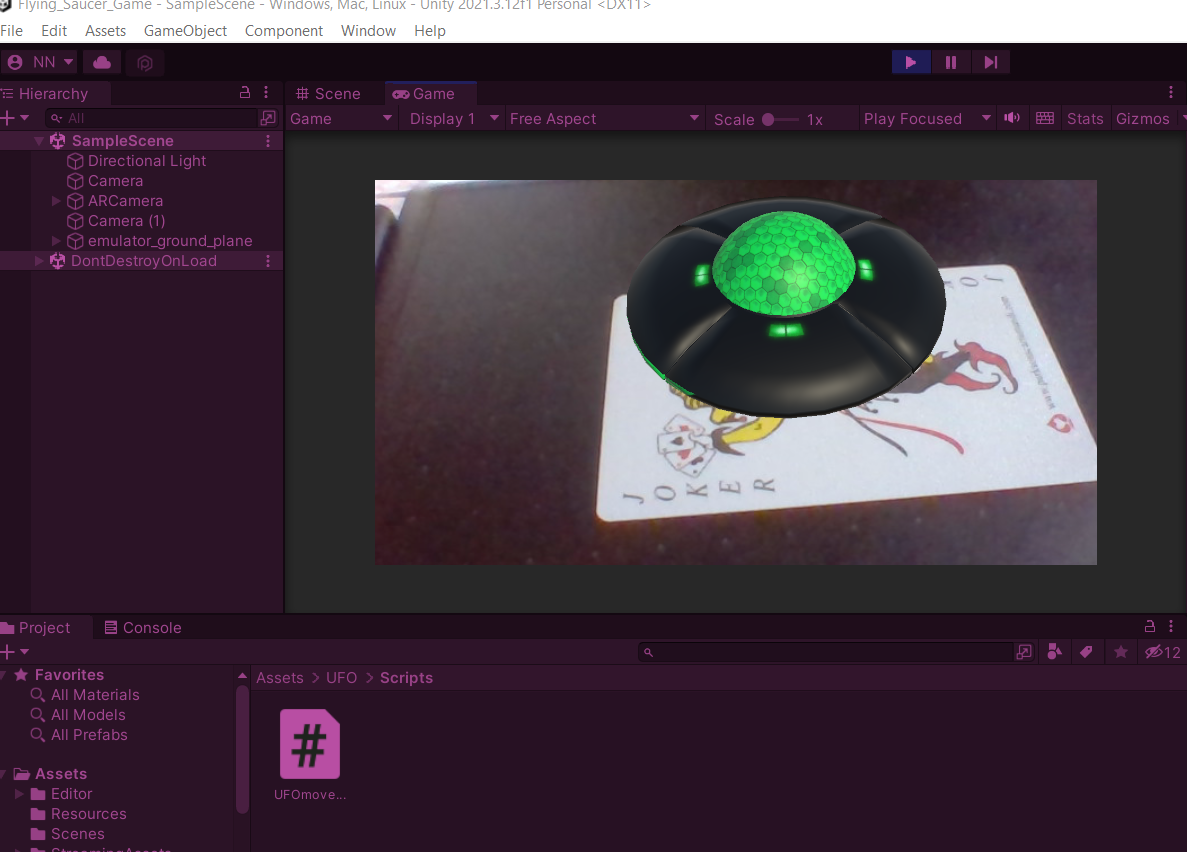 Flying_Saucer_Game - SampleScene - Windows, Mac, Linux - Unity 2021.3.12f1 Personal <DX11>
File Edit Assets GameObject Component Window Help
NN
Hierarchy
All
SampleScene
Directional Light
Camera
ARCamera
Camera (1)
emulator_ground_plane
DontDestroyOnLoad
Scene Game
Game Display 1 Free Aspect Scale 1x Play Focused Stats Gizmos
J O
J O K E R
Project Console
12
Favorites
All Materials
All Models
All Prefabs
Assets
Editor
Resources
Scenes
StreamingAssets
Assets > UFO > Scripts
#
UFOmove...